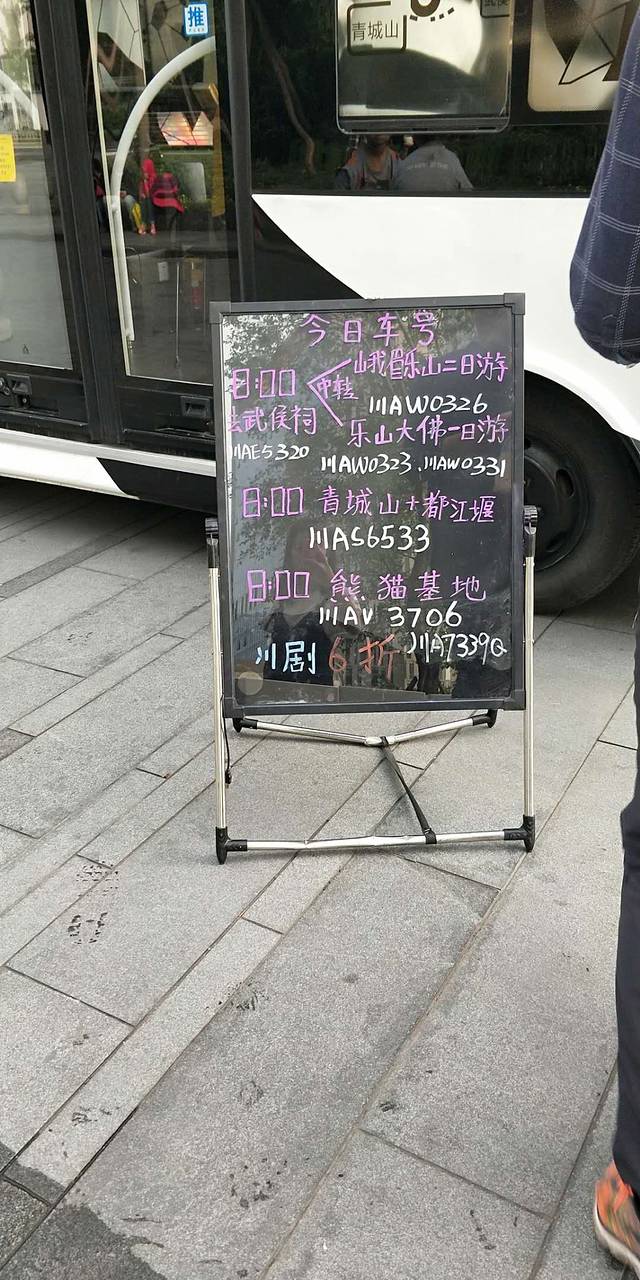 推
青城山
今日车号
8:00 中转 峨眉乐山二日游
川AW0326
去武侯祠 乐山大佛一日游
川AE5320 川AW0323、川AW0331
8:00 青城山+都江堰
川AS6533
8:00 熊猫基地
川AV 3706
川剧 6折 川A7339Q